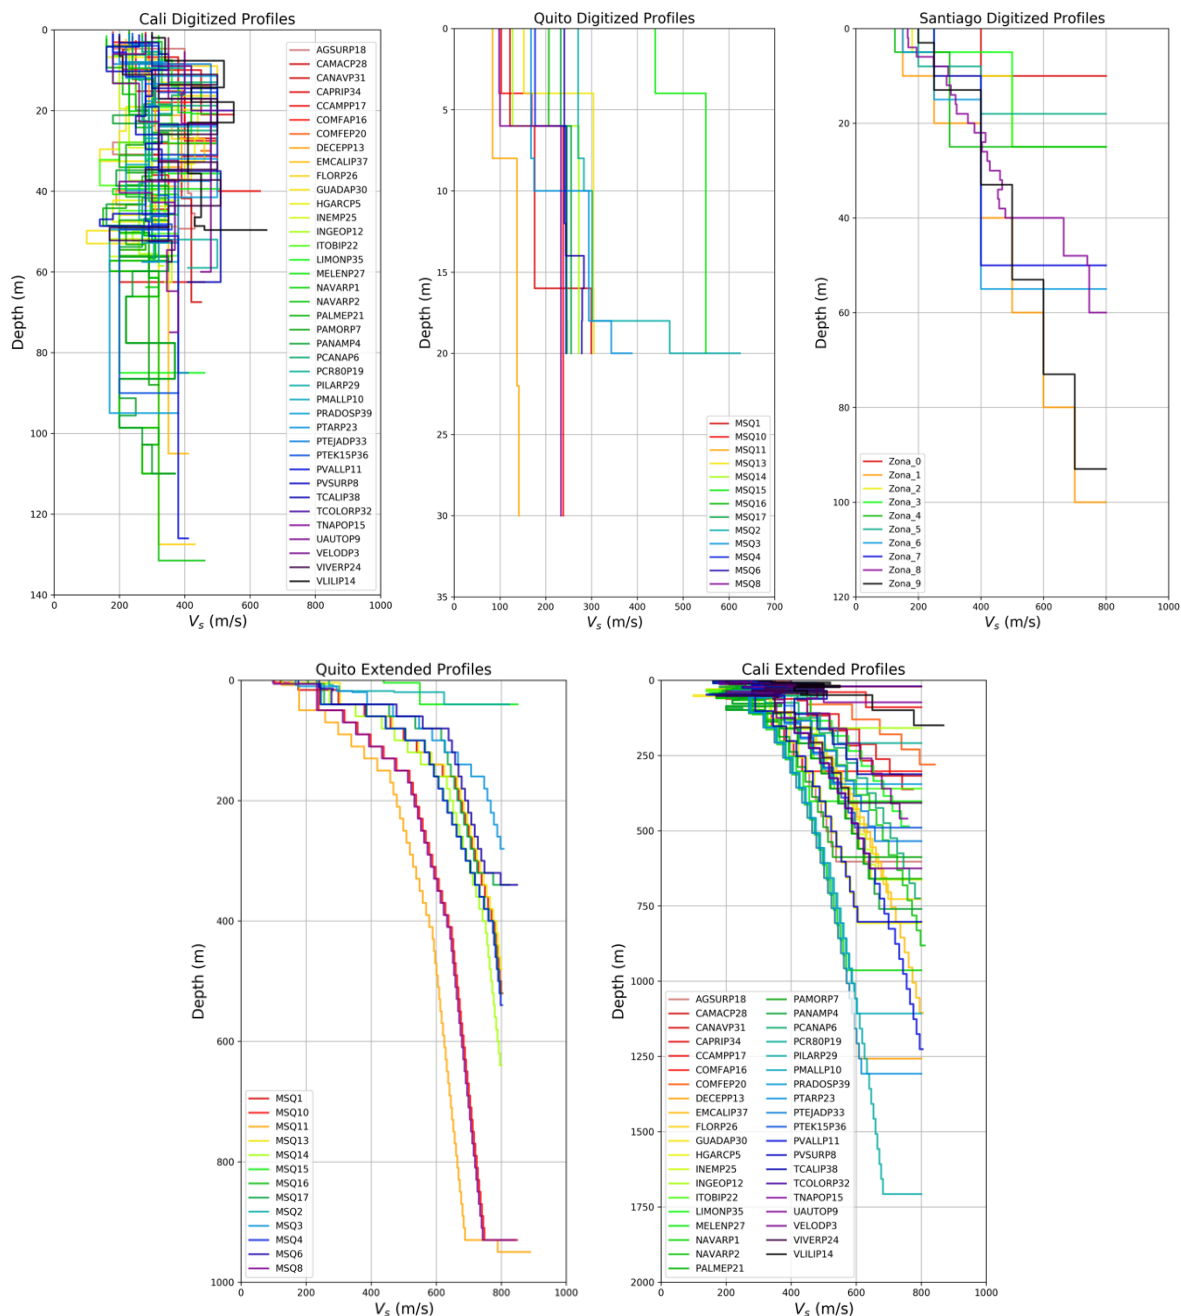 Cali Digitized Profiles
0
20
40
60
80
100
120
140
0
200
400
600
800
1000
Depth (m)
Vs (m/s)
AGSURP18
CAMACP28
CANAVP31
CAPRIP34
CCAMPP17
COMFAP16
COMFEP20
DECEPP13
EMCALIP37
FLORP26
GUADAP30
HGARCP5
INEMP25
INGEOP12
ITOBIP22
LIMONP35
MELENP27
NAVARP1
NAVARP2
PALMEP21
PAMORP7
PANAMP4
PCANAP6
PCR80P19
PILARP29
PMALLP10
PRADOSP39
PTARP23
PTEJADP33
PTEK15P36
PVALLP11
PVSURP8
TCALIP38
TCOLORP32
TNAPOP15
UAUTOP9
VELODP3
VIVERP24
VLILIP14
Quito Digitized Profiles
0
5
10
15
20
25
30
35
0
100
200
300
400
500
600
700
Depth (m)
Vs (m/s)
MSQ1
MSQ10
MSQ11
MSQ13
MSQ14
MSQ15
MSQ16
MSQ17
MSQ2
MSQ3
MSQ4
MSQ6
MSQ8
Santiago Digitized Profiles
0
20
40
60
80
100
120
0
200
400
600
800
1000
Depth (m)
Vs (m/s)
Zona_0
Zona_1
Zona_2
Zona_3
Zona_4
Zona_5
Zona_6
Zona_7
Zona_8
Zona_9
Quito Extended Profiles
0
200
400
600
800
1000
0
200
400
600
800
1000
Depth (m)
Vs (m/s)
MSQ1
MSQ10
MSQ11
MSQ13
MSQ14
MSQ15
MSQ16
MSQ17
MSQ2
MSQ3
MSQ4
MSQ6
MSQ8
Cali Extended Profiles
0
250
500
750
1000
1250
1500
1750
2000
0
200
400
600
800
1000
Depth (m)
Vs (m/s)
AGSURP18
CAMACP28
CANAVP31
CAPRIP34
CCAMPP17
COMFAP16
COMFEP20
DECEPP13
EMCALIP37
FLORP26
GUADAP30
HGARCP5
INEMP25
INGEOP12
ITOBIP22
LIMONP35
MELENP27
NAVARP1
NAVARP2
PALMEP21
PAMORP7
PANAMP4
PCANAP6
PCR80P19
PILARP29
PMALLP10
PRADOSP39
PTARP23
PTEJADP33
PTEK15P36
PVALLP11
PVSURP8
TCALIP38
TCOLORP32
TNAPOP15
UAUTOP9
VELODP3
VIVERP24
VLILIP14